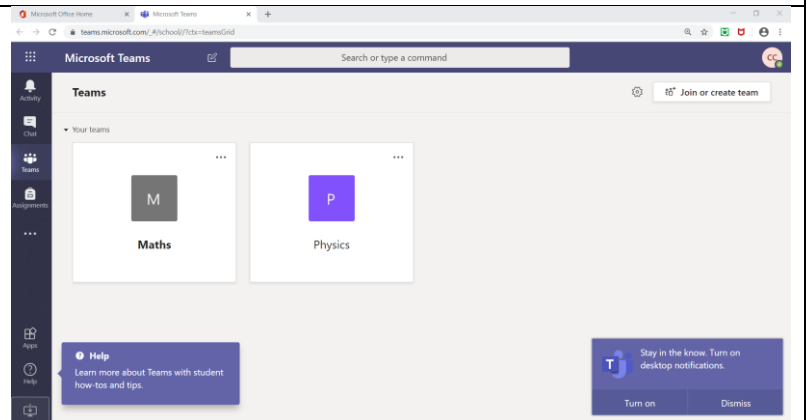 Microsoft Office Home
Microsoft Teams
teams.microsoft.com/_#/school//?ctx=teamsGrid
Microsoft Teams
Search or type a command
CC
Activity
Chat
Teams
Assignments
Apps
Help
Teams
Join or create team
Your teams
M
Maths
P
Physics
Help
Learn more about Teams with student
how-tos and tips.
T
Stay in the know. Turn on
desktop notifications.
Turn on
Dismiss